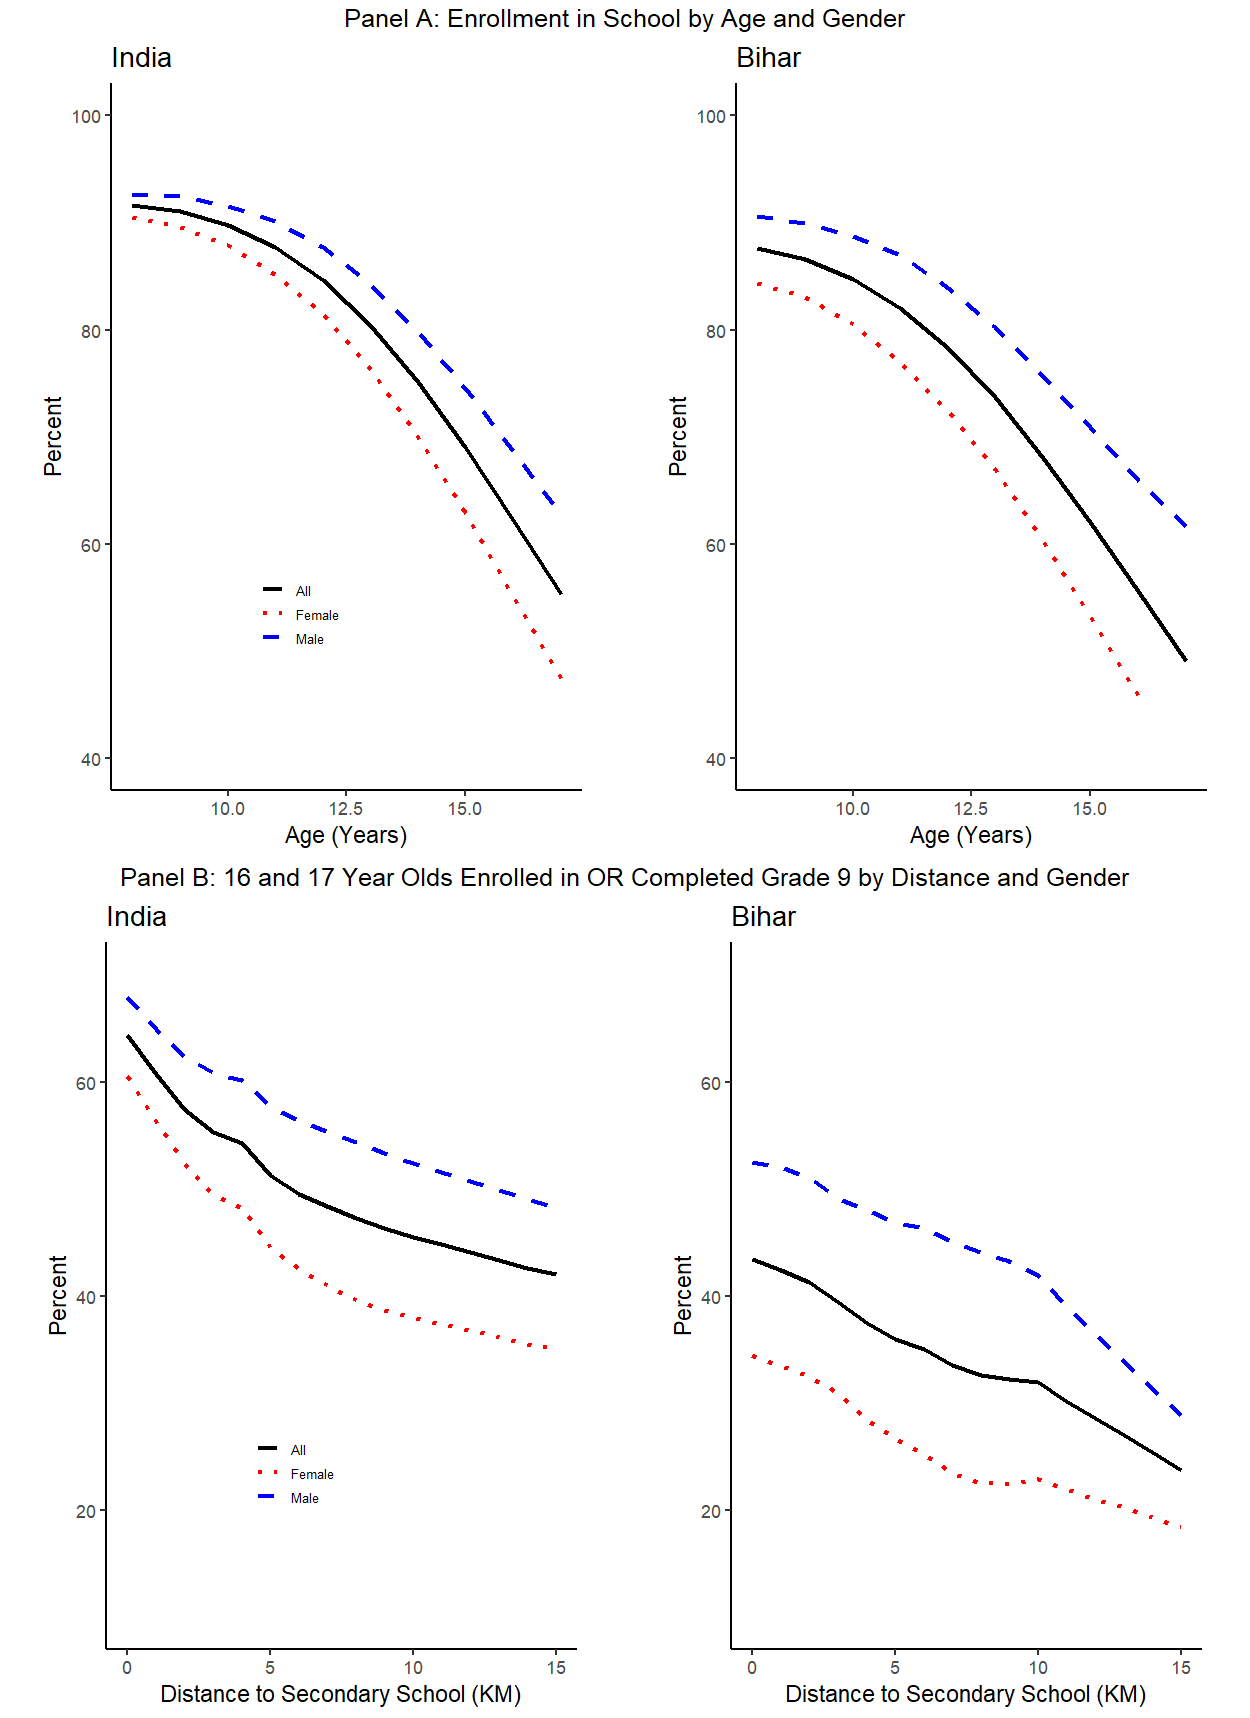 Panel A: Enrollment in School by Age and Gender
India
Bihar
100
80
60
40
Percent
All
Female
Male
10.0 12.5 15.0
Age (Years)
100
80
60
40
Percent
10.0 12.5 15.0
Age (Years)
Panel B: 16 and 17 Year Olds Enrolled in OR Completed Grade 9 by Distance and Gender
India
Bihar
60
40
20
Percent
All
Female
Male
0 5 10 15
Distance to Secondary School (KM)
60
40
20
Percent
0 5 10 15
Distance to Secondary School (KM)